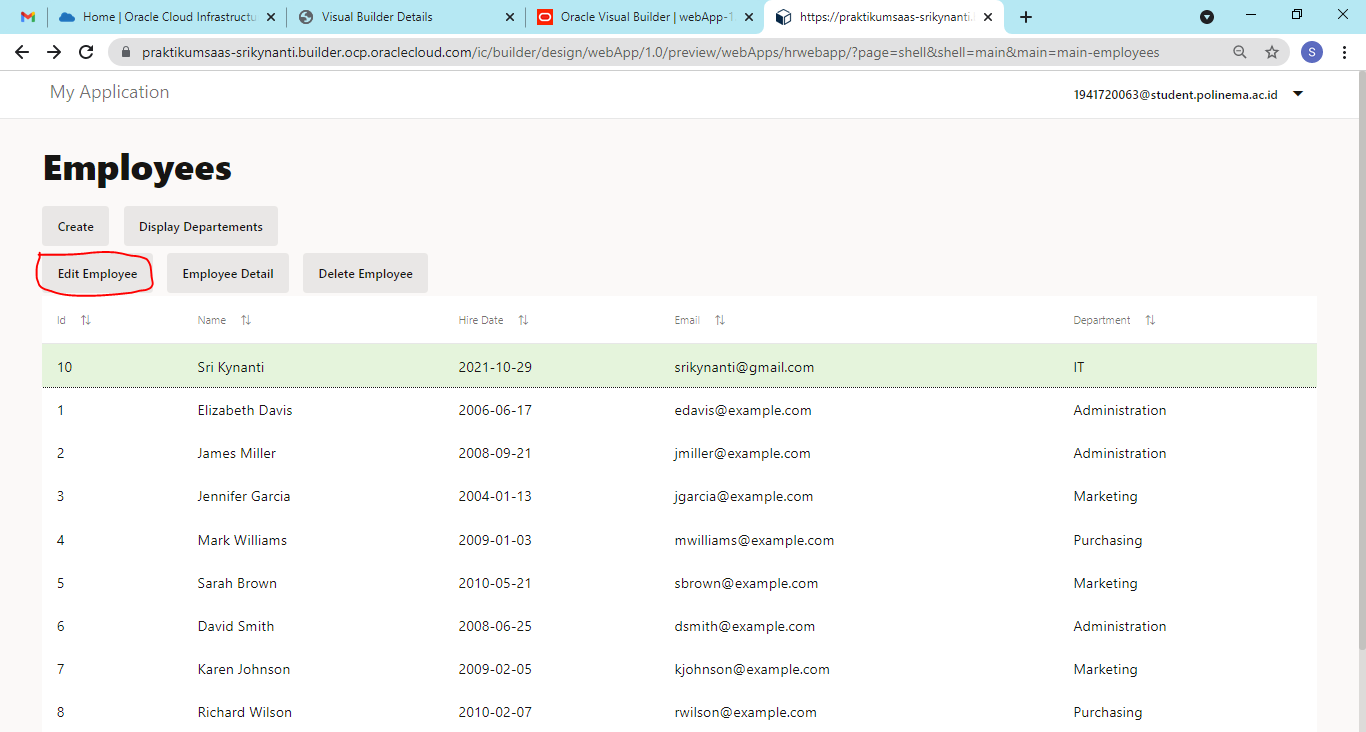 Home | Oracle Cloud Infrastructu
Visual Builder Details
Oracle Visual Builder | webApp-1
https://praktikumsaas-srikynanti.
praktikumsaas-srikynanti.builder.ocp.oraclecloud.com/ic/builder/design/webApp/1.0/preview/webApps/hrwebapp/?page=shell&shell=main&main=main-employees
S
My Application
1941720063@student.polinema.ac.id
Employees
Create Display Departements
Edit Employee Employee Detail Delete Employee
Id Name Hire Date Email Department
10 Sri Kynanti 2021-10-29 srikynanti@gmail.com IT
1 Elizabeth Davis 2006-06-17 edavis@example.com Administration
2 James Miller 2008-09-21 jmiller@example.com Administration
3 Jennifer Garcia 2004-01-13 jgarcia@example.com Marketing
4 Mark Williams 2009-01-03 mwilliams@example.com Purchasing
5 Sarah Brown 2010-05-21 sbrown@example.com Marketing
6 David Smith 2008-06-25 dsmith@example.com Administration
7 Karen Johnson 2009-02-05 kjohnson@example.com Marketing
8 Richard Wilson 2010-02-07 rwilson@example.com Purchasing